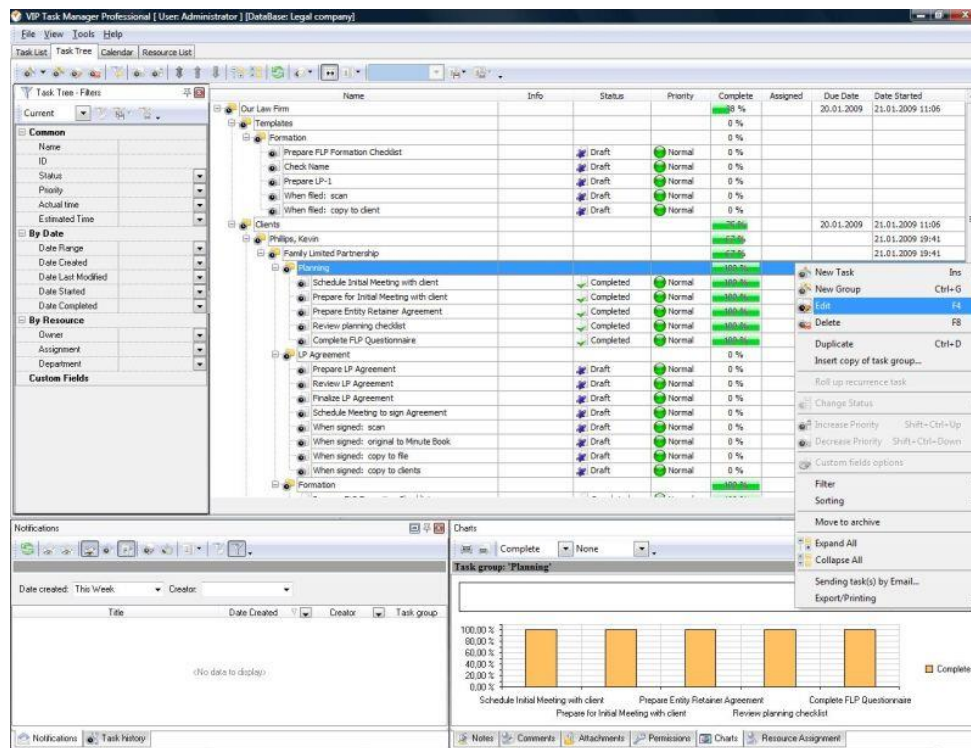 VIP Task Manager Professional [ User: Administrator ] [DataBase: Legal company]
File View Tools Help
Task List Task Tree Calendar Resource List
Task Tree - Filters
Current
Common
Name
ID
Status
Priority
Actual time
Estimated Time
By Date
Date Range
Date Created
Date Last Modified
Date Started
Date Completed
By Resource
Owner
Assignment
Department
Custom Fields
Name Info Status Priority Complete Assigned Due Date Date Started
Our Law Firm 20.01.2009 21.01.2009 11:06
Templates 0 %
Formation 0 %
Prepare FLP Formation Checklist Draft Normal 0 %
Check Name Draft Normal 0 %
Prepare LP-1 Draft Normal 0 %
When filed: scan Draft Normal 0 %
When filed: copy to client Draft Normal 0 %
Clients 20.01.2009 21.01.2009 11:06
Philips, Kevin 21.01.2009 19:41
Family Limited Partnership 21.01.2009 19:41
Planning 100 %
Schedule Initial Meeting with client Completed 100 %
Prepare for Initial Meeting with client Completed 100 %
Prepare Entity Retainer Agreement Completed 100 %
Review planning checklist Completed 100 %
Complete FLP Questionnaire Completed 100 %
LP Agreement 0 %
Prepare LP Agreement Draft Normal 0 %
Review LP Agreement Draft Normal 0 %
Finalize LP Agreement Draft Normal 0 %
Schedule Meeting to sign Agreement Draft Normal 0 %
When signed: scan Draft Normal 0 %
When signed: original to Minute Book Draft Normal 0 %
When signed: copy to file Draft Normal 0 %
When signed: copy to clients Draft Normal 0 %
Formation 100 %
New Task Ins
New Group Ctrl+G
Edit F4
Delete F8
Duplicate Ctrl+D
Insert copy of task group...
Roll up recurrence task
Change Status
Increase Priority Shift+Ctrl+Up
Decrease Priority Shift+Ctrl+Down
Custom fields options
Filter
Sorting
Move to archive
Expand All
Collapse All
Sending task(s) by Email...
Export/Printing
Notifications
Date created: This Week Creator:
Title Date Created Creator Task group
<No data to display>
Notifications Task history
Charts
Complete None
Task group: 'Planning'
100,00 %
80,00 %
60,00 %
40,00 %
20,00 %
0,00 %
Schedule Initial Meeting with client Prepare Entity Retainer Agreement Complete FLP Questionnaire
Prepare for Initial Meeting with client Review planning checklist
Complete
Notes Comments Attachments Permissions Charts Resource Assignment